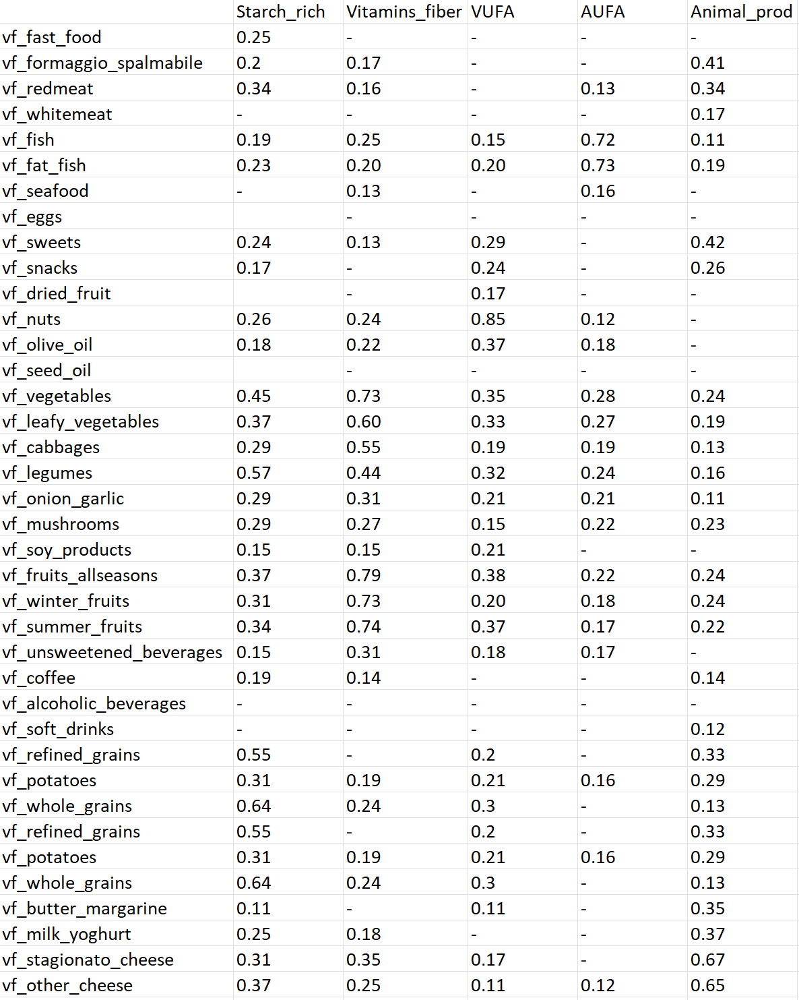 Starch_rich Vitamins_fiber VUFA AUFA Animal_prod
vf_fast_food 0.25 - - - -
vf_formaggio_spalmabile 0.2 0.17 - - 0.41
vf_redmeat 0.34 0.16 - 0.13 0.34
vf_whitemeat - - - - 0.17
vf_fish 0.19 0.25 0.15 0.72 0.11
vf_fat_fish 0.23 0.20 0.20 0.73 0.19
vf_seafood - 0.13 - 0.16 -
vf_eggs - - - -
vf_sweets 0.24 0.13 0.29 - 0.42
vf_snacks 0.17 - 0.24 - 0.26
vf_dried_fruit - 0.17 - -
vf_nuts 0.26 0.24 0.85 0.12 -
vf_olive_oil 0.18 0.22 0.37 0.18 -
vf_seed_oil - - - -
vf_vegetables 0.45 0.73 0.35 0.28 0.24
vf_leafy_vegetables 0.37 0.60 0.33 0.27 0.19
vf_cabbages 0.29 0.55 0.19 0.19 0.13
vf_legumes 0.57 0.44 0.32 0.24 0.16
vf_onion_garlic 0.29 0.31 0.21 0.21 0.11
vf_mushrooms 0.29 0.27 0.15 0.22 0.23
vf_soy_products 0.15 0.15 0.21 - -
vf_fruits_allseasons 0.37 0.79 0.38 0.22 0.24
vf_winter_fruits 0.31 0.73 0.20 0.18 0.24
vf_summer_fruits 0.34 0.74 0.37 0.17 0.22
vf_unsweetened_beverages 0.15 0.31 0.18 0.17 -
vf_coffee 0.19 0.14 - - 0.14
vf_alcoholic_beverages - - - - -
vf_soft_drinks - - - - 0.12
vf_refined_grains 0.55 - 0.2 - 0.33
vf_potatoes 0.31 0.19 0.21 0.16 0.29
vf_whole_grains 0.64 0.24 0.3 - 0.13
vf_refined_grains 0.55 - 0.2 - 0.33
vf_potatoes 0.31 0.19 0.21 0.16 0.29
vf_whole_grains 0.64 0.24 0.3 - 0.13
vf_butter_margarine 0.11 - 0.11 - 0.35
vf_milk_yoghurt 0.25 0.18 - - 0.37
vf_stagionato_cheese 0.31 0.35 0.17 - 0.67
vf_other_cheese 0.37 0.25 0.11 0.12 0.65